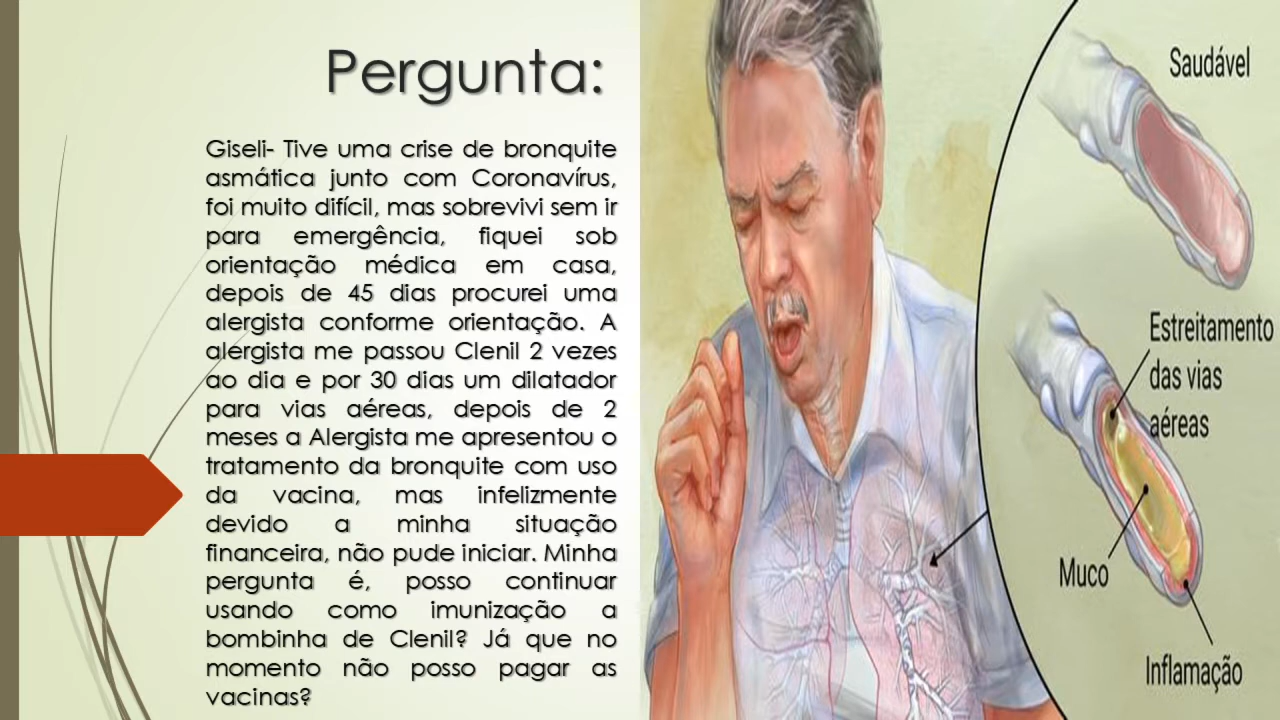 Pergunta:
Giseli- Tive uma crise de bronquite
asmática junto com Coronavírus,
foi muito difícil, mas sobrevivi sem ir
para emergência, fiquei sob
orientação médica em casa,
depois de 45 dias procurei uma
alergista conforme orientação. A
alergista me passou Clenil 2 vezes
ao dia e por 30 dias um dilatador
para vias aéreas, depois de 2
meses a Alergista me apresentou o
tratamento da bronquite com uso
da vacina, mas infelizmente
devido a minha situação
financeira, não pude iniciar. Minha
pergunta é, posso continuar
usando como imunização a
bombinha de Clenil? Já que no
momento não posso pagar as
vacinas?
Saudável
Estreitamento
das vias
aéreas
Muco
Inflamação